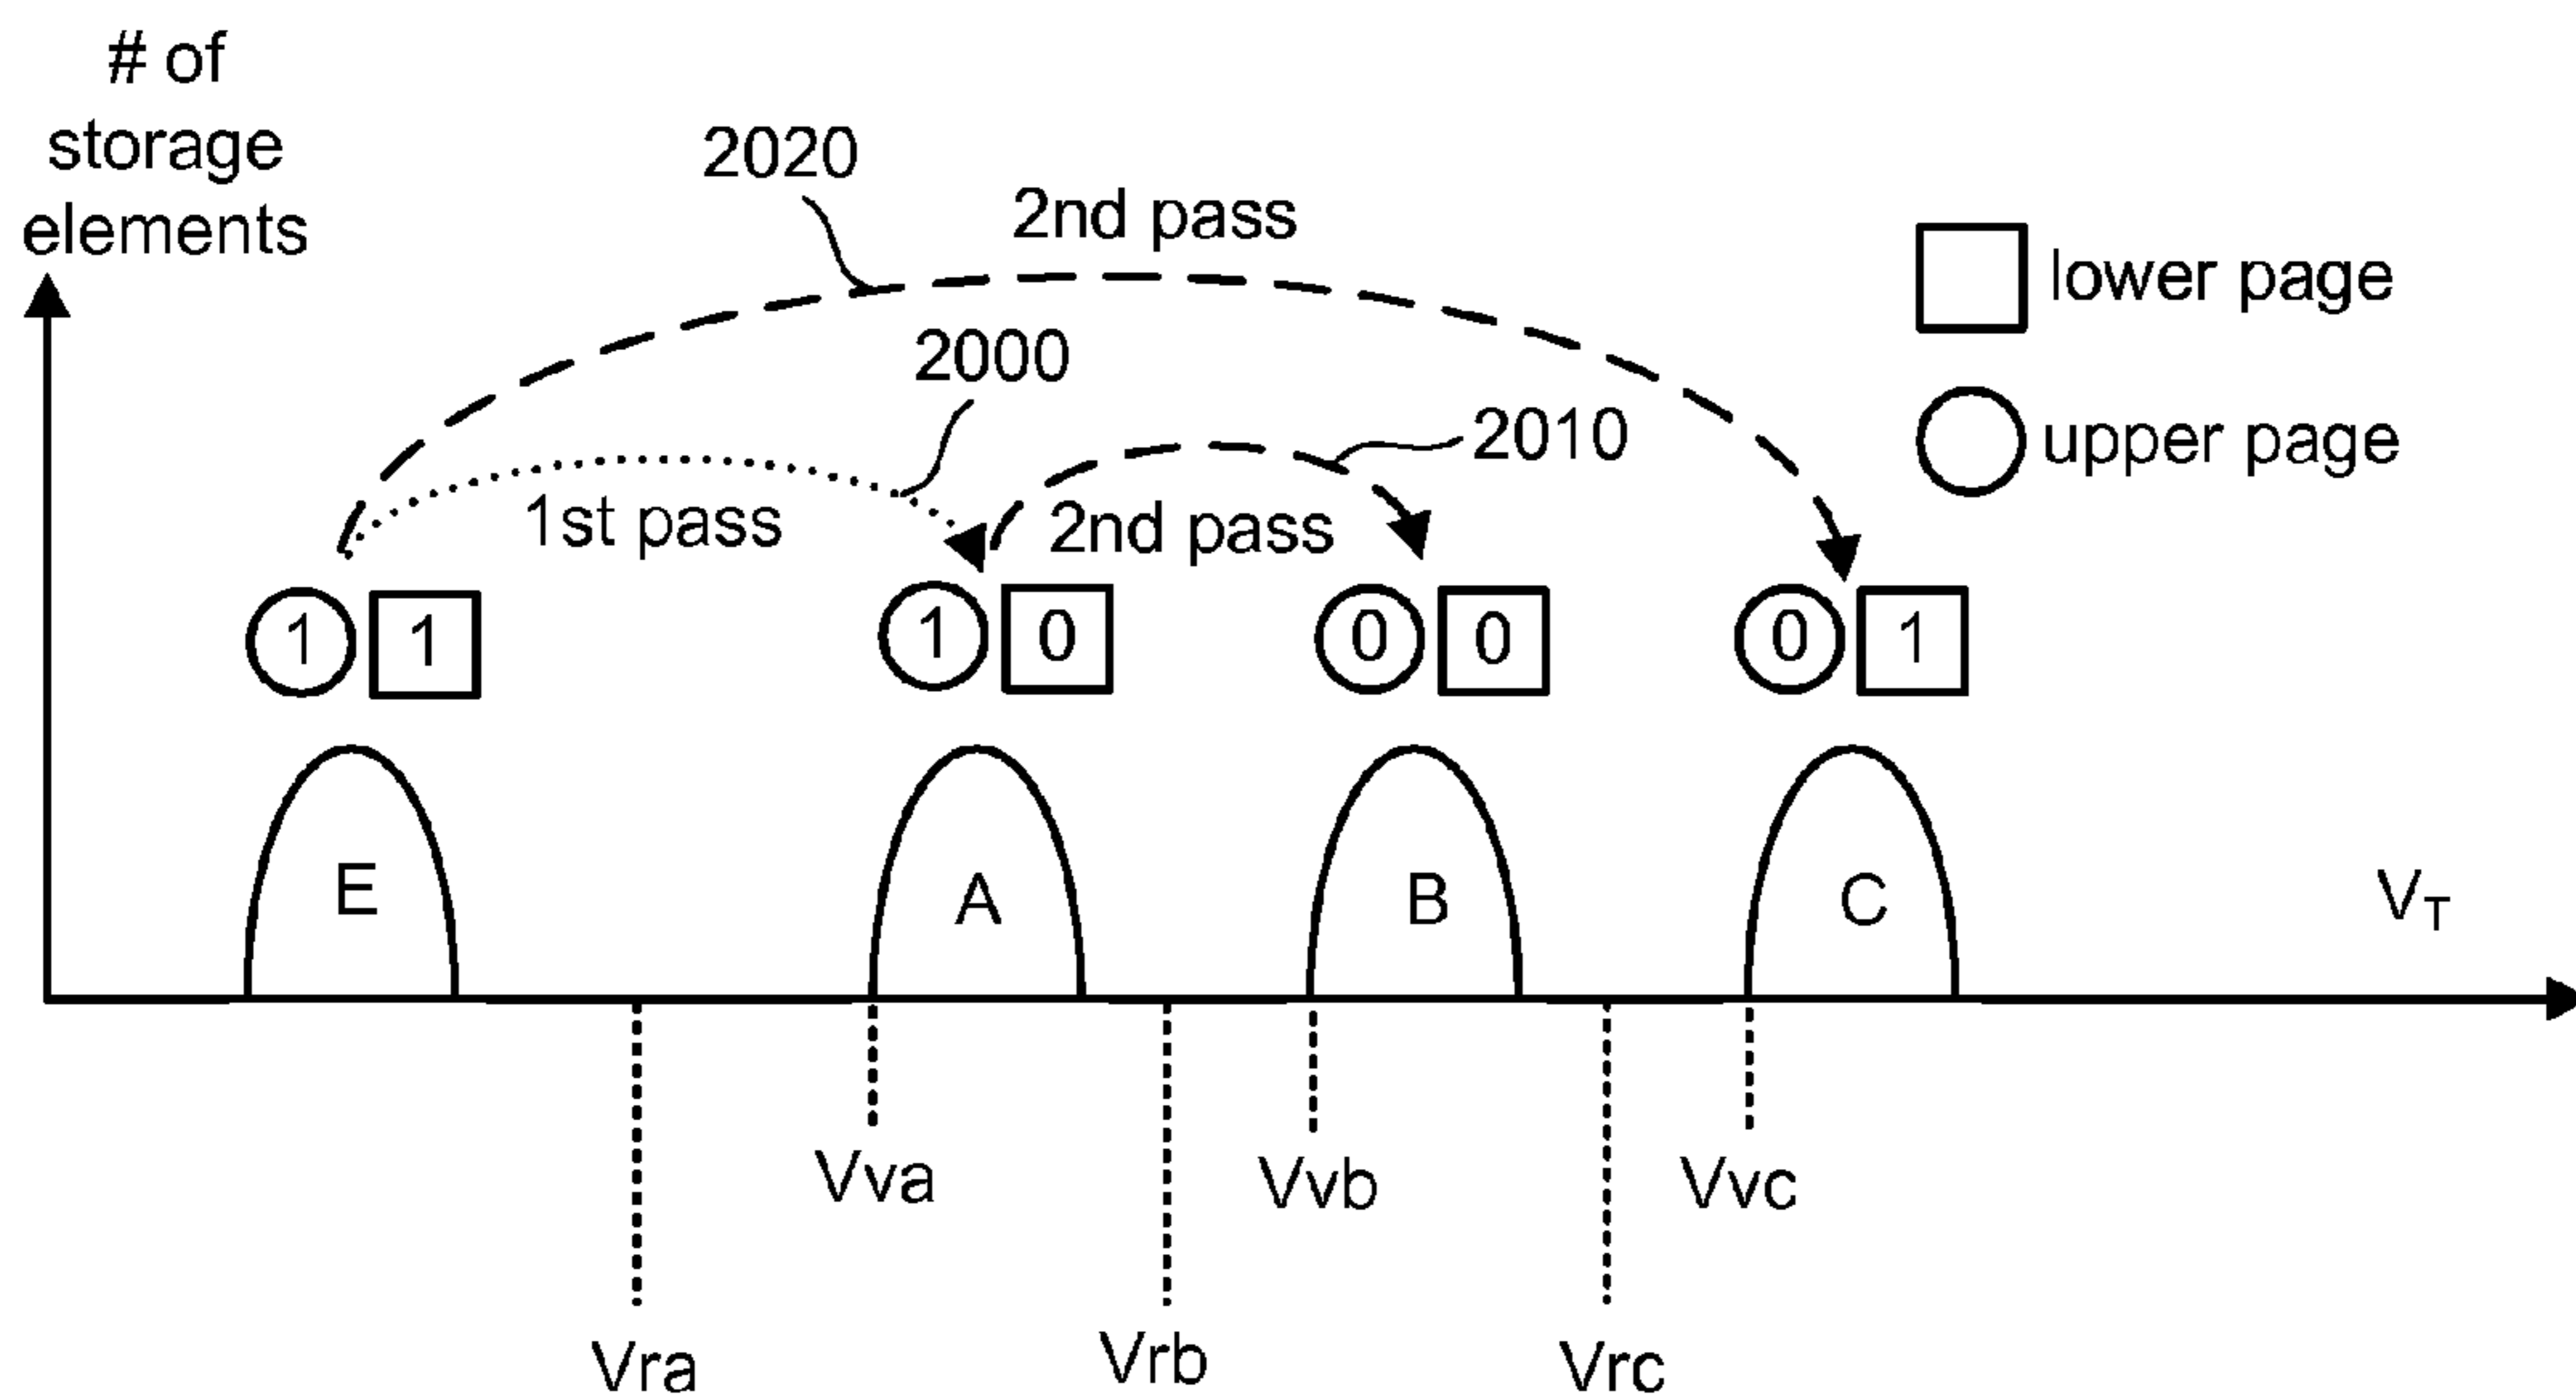 # of
storage
elements
2020
2nd pass
lower page
2000
2010
upper page
1st pass
2nd pass
1 1
1 0
0 0
0 1
E
A
B
C
VT
Vva
Vvb
Vvc
Vra
Vrb
Vrc